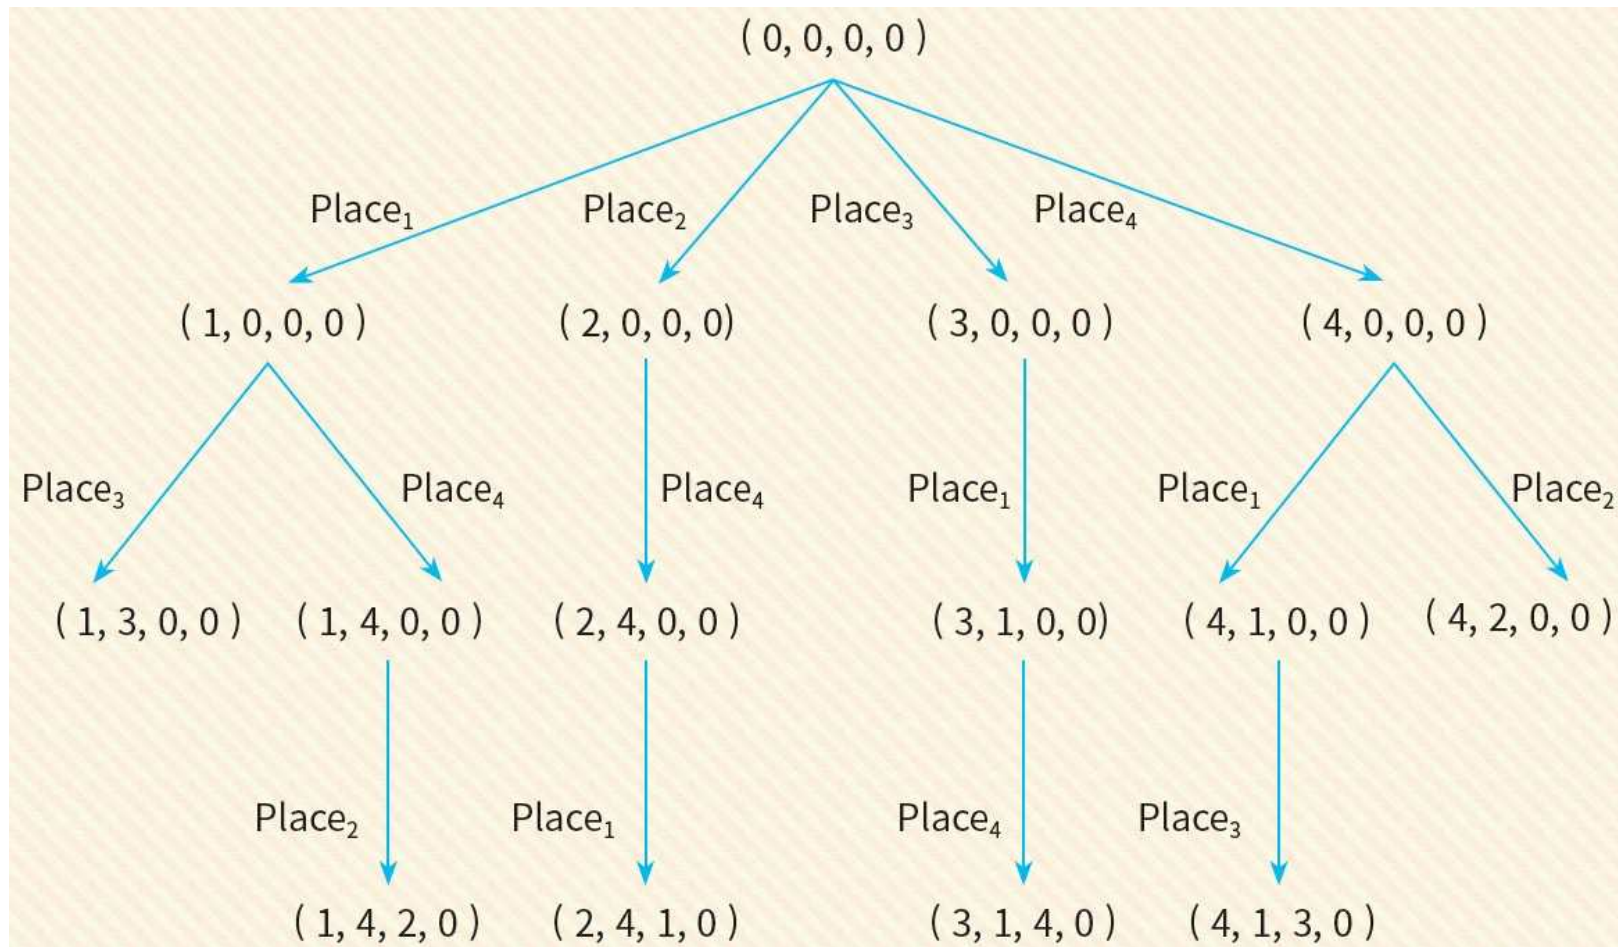 ( 0, 0, 0, 0 )
Place₁ Place₂ Place₃ Place₄
( 1, 0, 0, 0 ) ( 2, 0, 0, 0) ( 3, 0, 0, 0 ) ( 4, 0, 0, 0 )
Place₃ Place₄ Place₄ Place₁ Place₁ Place₂
( 1, 3, 0, 0 ) ( 1, 4, 0, 0 ) ( 2, 4, 0, 0 ) ( 3, 1, 0, 0) ( 4, 1, 0, 0 ) ( 4, 2, 0, 0 )
Place₂ Place₁ Place₄ Place₃
( 1, 4, 2, 0 ) ( 2, 4, 1, 0 ) ( 3, 1, 4, 0 ) ( 4, 1, 3, 0 )